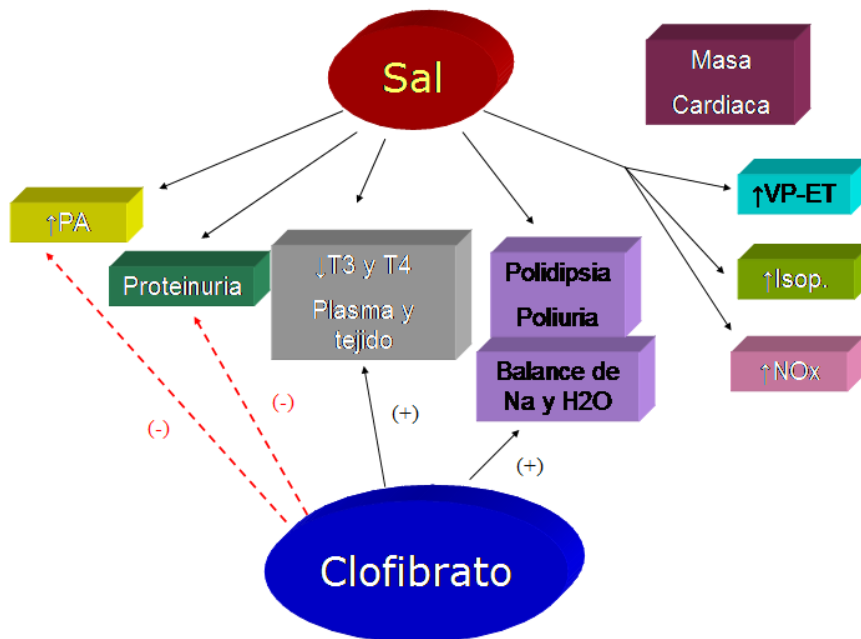 Sal
Masa
Cardiaca
↑PA
Proteinuria
↓T3 y T4
Plasma y
tejido
Polidipsia
Poliuria
Balance de
Na y H2O
↑VP-ET
↑Isop.
↑NOx
(-)
(-)
(+)
(+)
Clofibrato